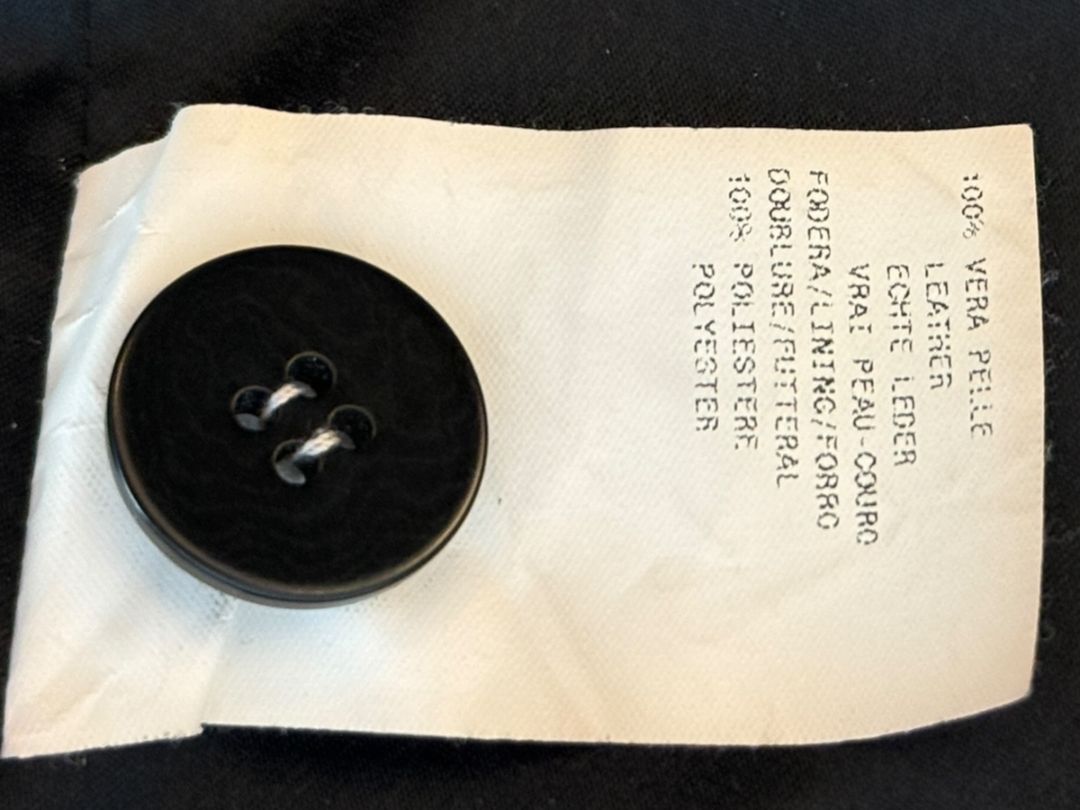 100% VERA PELLE
LEATHER
ECHTE LEDER
VRAI PEAU-COURO
FODERA/LINING/FORRO
DOUBLURE/FUTTERAL
100% POLIESTERE
POLYESTER